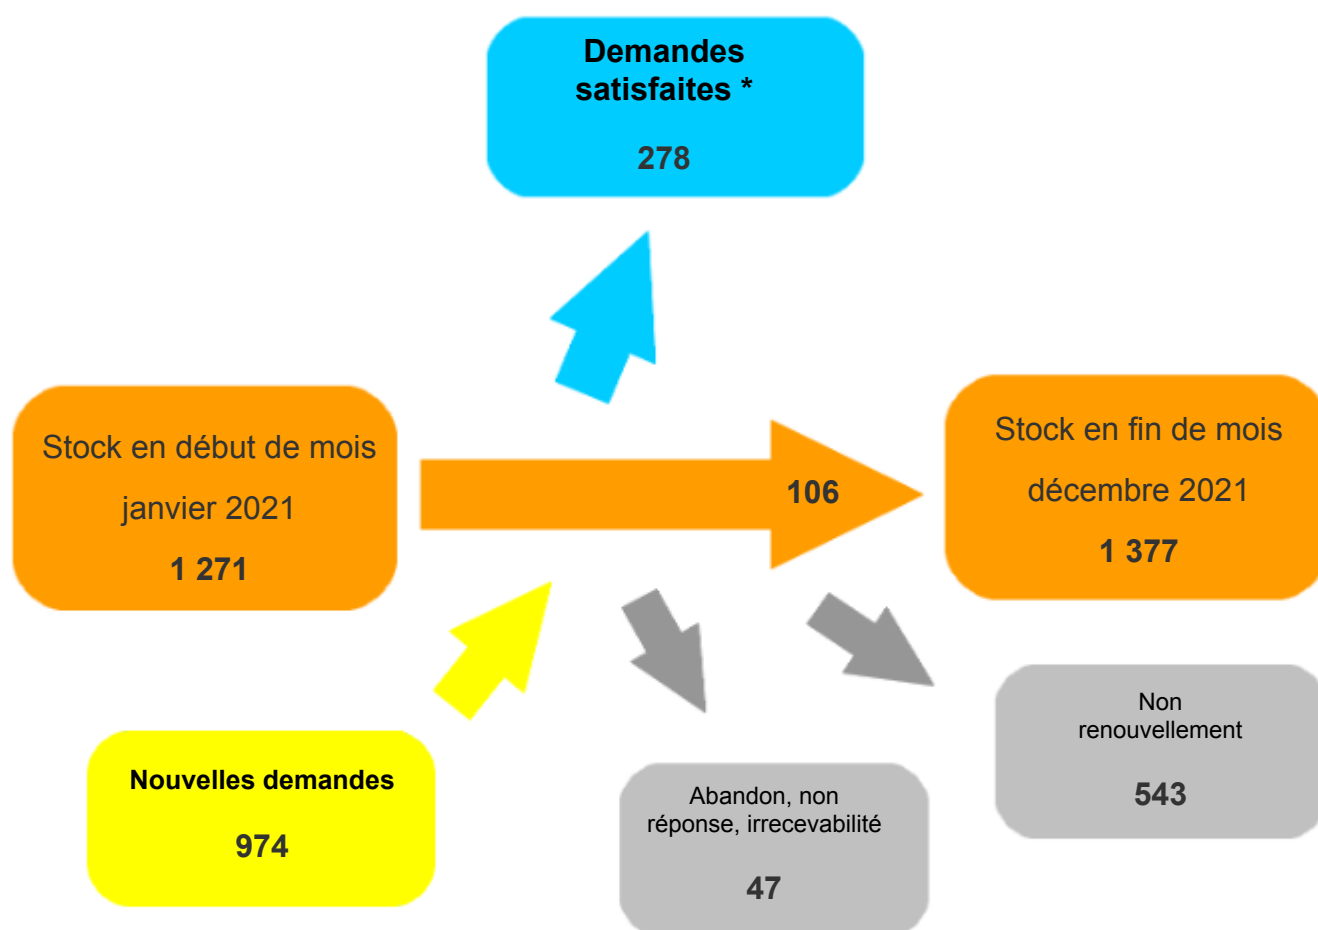 Demandes
satisfaites *
278
Stock en début de mois
janvier 2021
1 271
106
Stock en fin de mois
décembre 2021
1 377
Nouvelles demandes
974
Abandon, non
réponse, irrecevabilité
47
Non
renouvellement
543